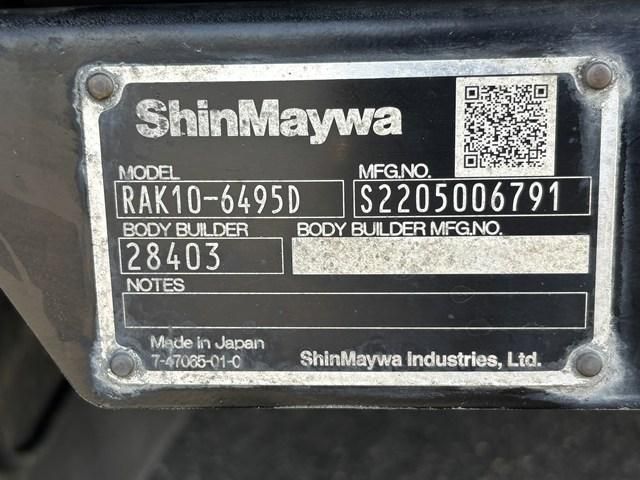 ShinMaywa
MODEL MFG.NO.
RAK10-6495D S2205006791
BODY BUILDER BODY BUILDER MFG.NO.
28403
NOTES
Made in Japan
7-47065-01-0 ShinMaywa Industries, Ltd.